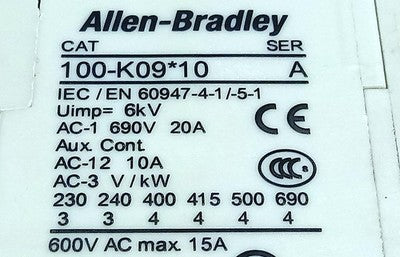 Allen-Bradley
CAT SER
100-K09*10 A
IEC / EN 60947-4-1/-5-1
Uimp= 6kV
AC-1 690V 20A
Aux. Cont.
AC-12 10A
AC-3 V / kW
230 240 400 415 500 690
3 3 4 4 4 4
600V AC max. 15A
CE
CCC